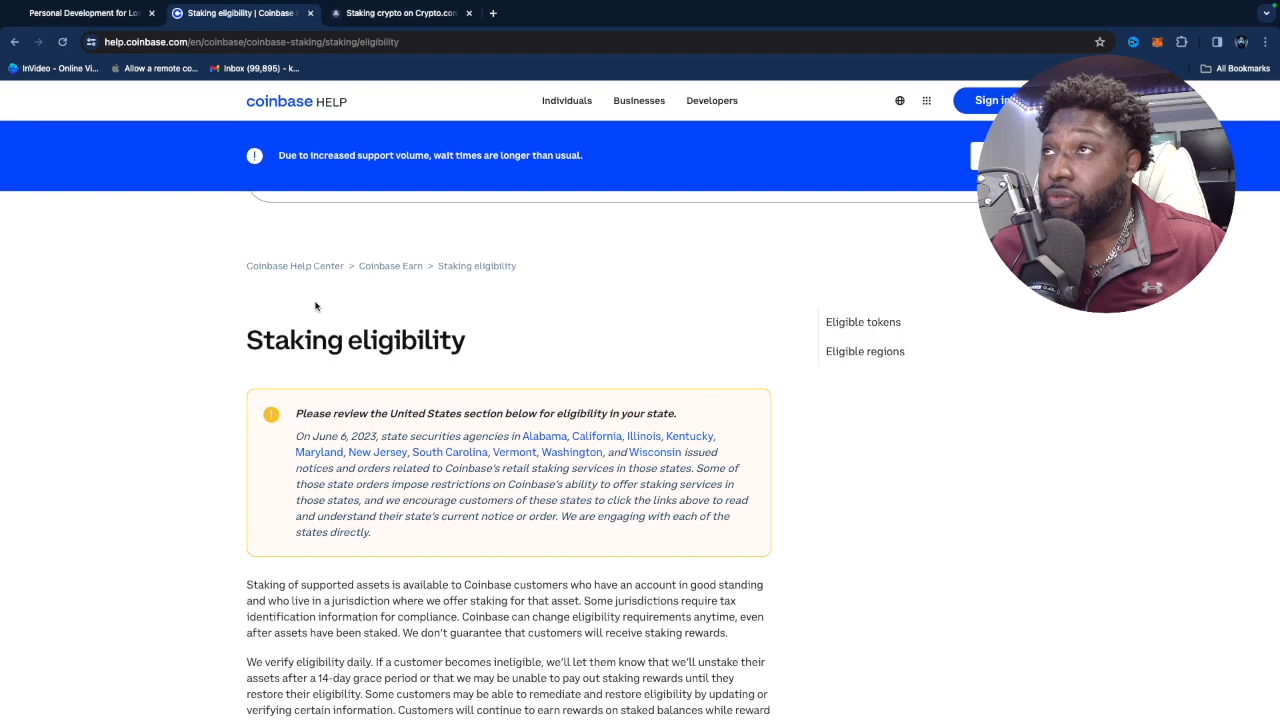 Personal Development for Lo
Staking eligibility | Coinbase
Staking crypto on Crypto.con
help.coinbase.com/en/coinbase/coinbase-staking/staking/eligibility
InVideo - Online Vi...
Allow a remote co...
Inbox (99,895) - k...
All Bookmarks
coinbase HELP
Individuals
Businesses
Developers
Sign in
Due to increased support volume, wait times are longer than usual.
Coinbase Help Center > Coinbase Earn > Staking eligibility
Staking eligibility
Eligible tokens
Eligible regions
Please review the United States section below for eligibility in your state.
On June 6, 2023, state securities agencies in Alabama, California, Illinois, Kentucky,
Maryland, New Jersey, South Carolina, Vermont, Washington, and Wisconsin issued
notices and orders related to Coinbase's retail staking services in those states. Some of
those state orders impose restrictions on Coinbase's ability to offer staking services in
those states, and we encourage customers of these states to click the links above to read
and understand their state's current notice or order. We are engaging with each of the
states directly.
Staking of supported assets is available to Coinbase customers who have an account in good standing
and who live in a jurisdiction where we offer staking for that asset. Some jurisdictions require tax
identification information for compliance. Coinbase can change eligibility requirements anytime, even
after assets have been staked. We don't guarantee that customers will receive staking rewards.
We verify eligibility daily. If a customer becomes ineligible, we'll let them know that we'll unstake their
assets after a 14-day grace period or that we may be unable to pay out staking rewards until they
restore their eligibility. Some customers may be able to remediate and restore eligibility by updating or
verifying certain information. Customers will continue to earn rewards on staked balances while reward